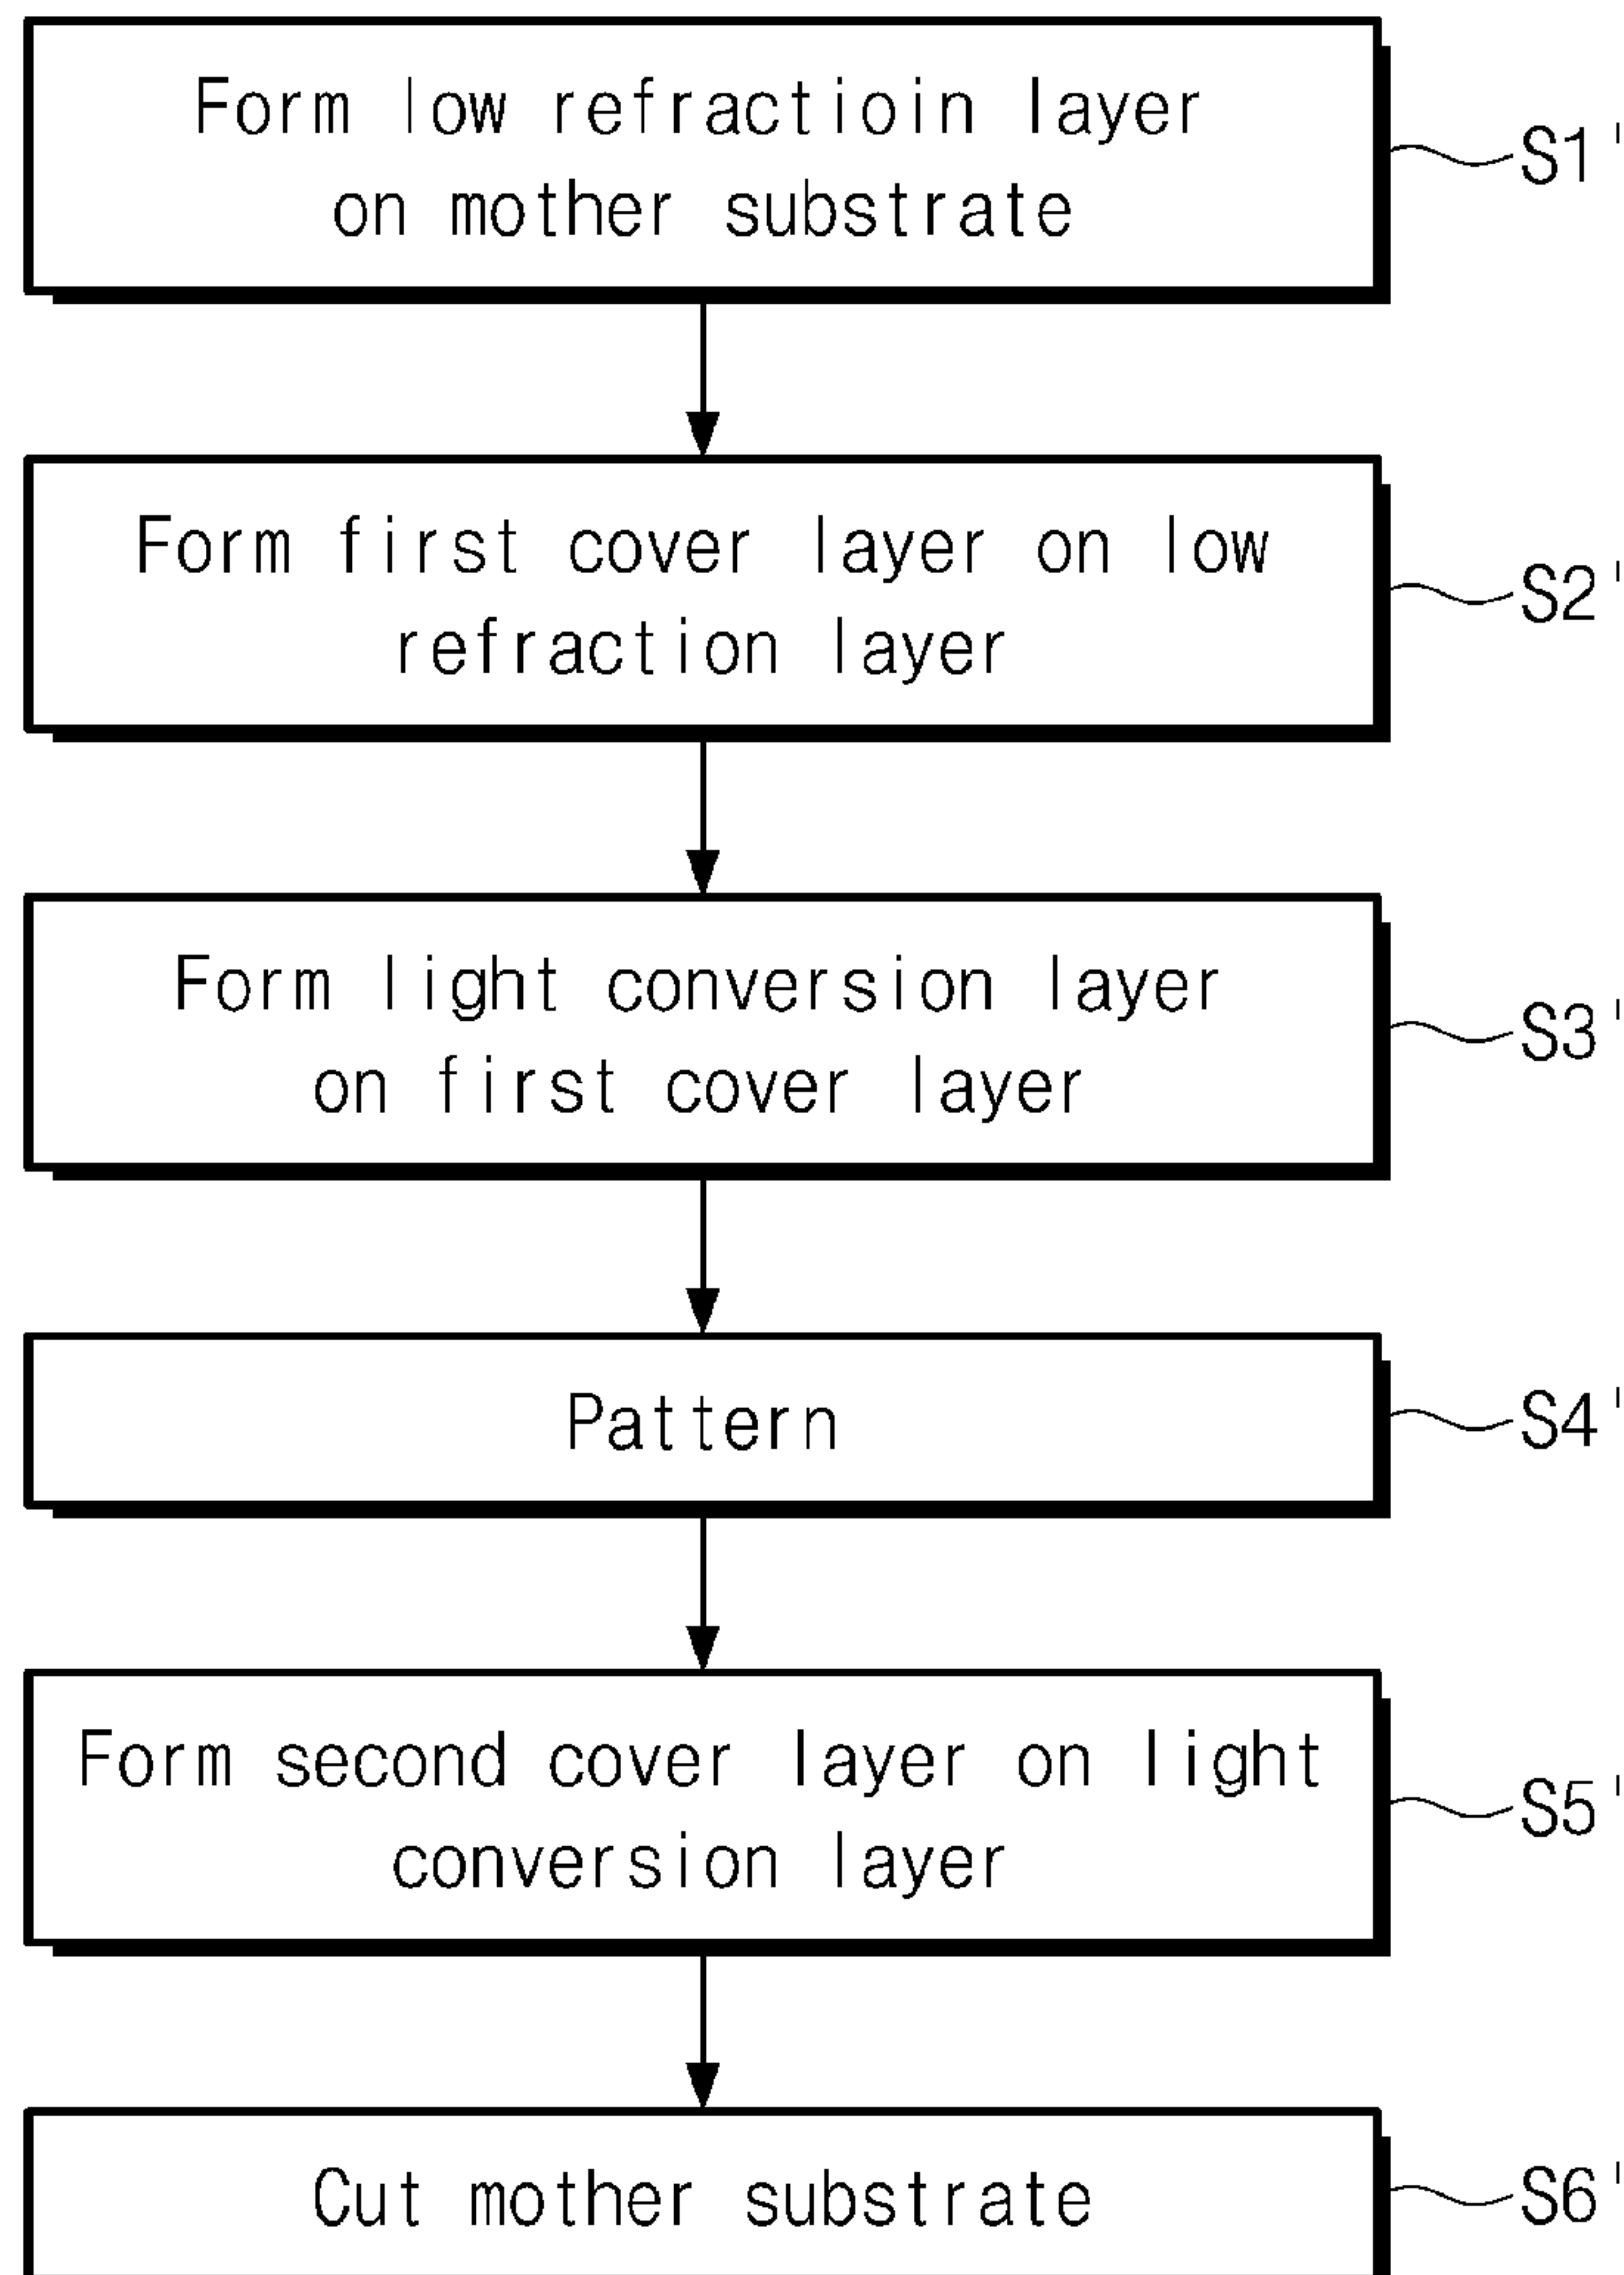 Form low refractioin layer
on mother substrate
S1'
Form first cover layer on low
refraction layer
S2'
Form light conversion layer
on first cover layer
S3'
Pattern
S4'
Form second cover layer on light
conversion layer
S5'
Cut mother substrate
S6'